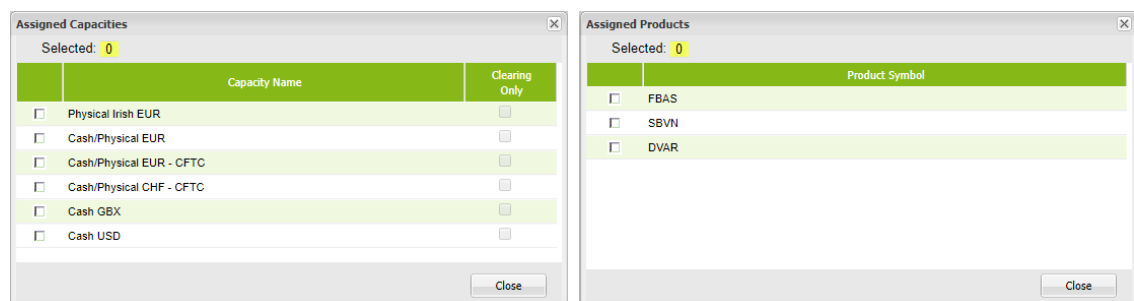 Assigned Capacities
Selected: 0
Capacity Name
Clearing
Only
Physical Irish EUR
Cash/Physical EUR
Cash/Physical EUR - CFTC
Cash/Physical CHF - CFTC
Cash GBX
Cash USD
Close
Assigned Products
Selected: 0
Product Symbol
FBAS
SBVN
DVAR
Close